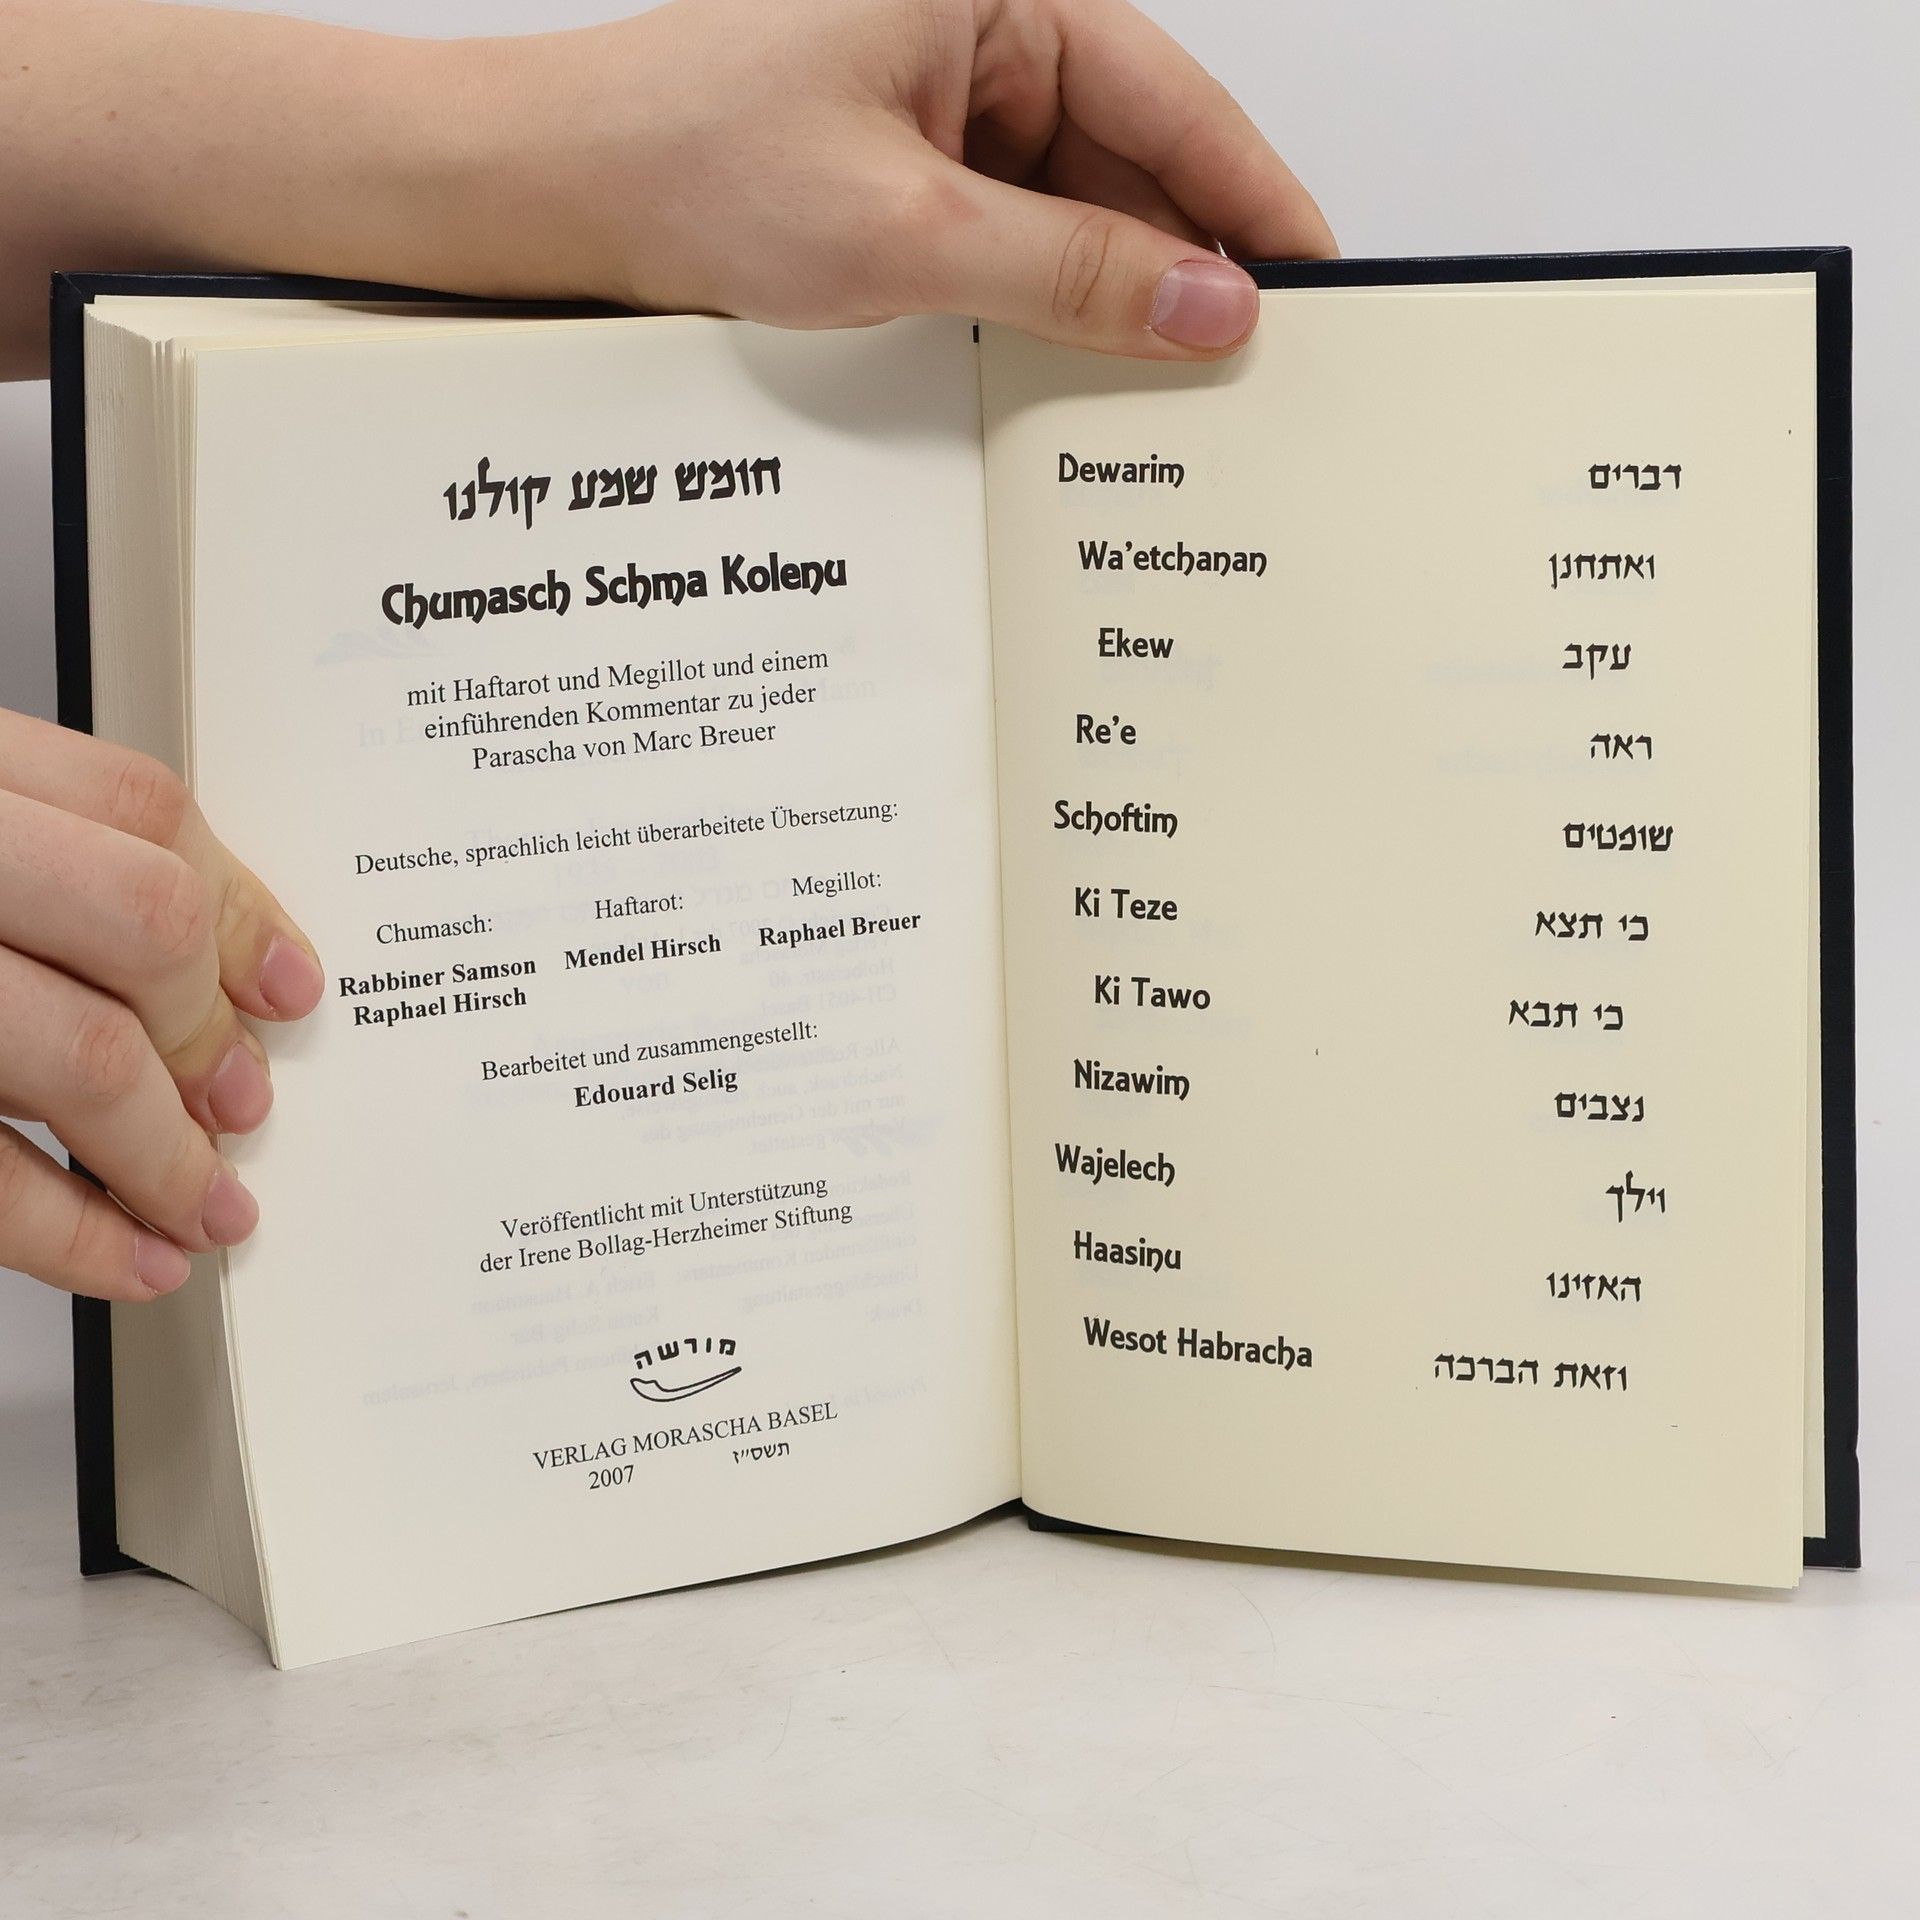 חומש שמע קולנו
Chumasch Schma Kolenu
mit Haftarot und Megillot und einem
einführenden Kommentar zu jeder
Parascha von Marc Breuer
Deutsche, sprachlich leicht überarbeitete Übersetzung:
Chumasch: Haftarot: Megillot:
Rabbiner Samson Mendel Hirsch Raphael Breuer
Raphael Hirsch
Bearbeitet und zusammengestellt:
Edouard Selig
Veröffentlicht mit Unterstützung
der Irene Bollag-Herzheimer Stiftung
מורשה
VERLAG MORASCHA BASEL
2007 תשס"ז
Dewarim דברים
Wa'etchanan ואתחנן
Ekew עקב
Re'e ראה
Schoftim שופטים
Ki Teze כי תצא
Ki Tawo כי תבא
Nizawim נצבים
Wajelech וילך
Haasinu האזינו
Wesot Habracha וזאת הברכה